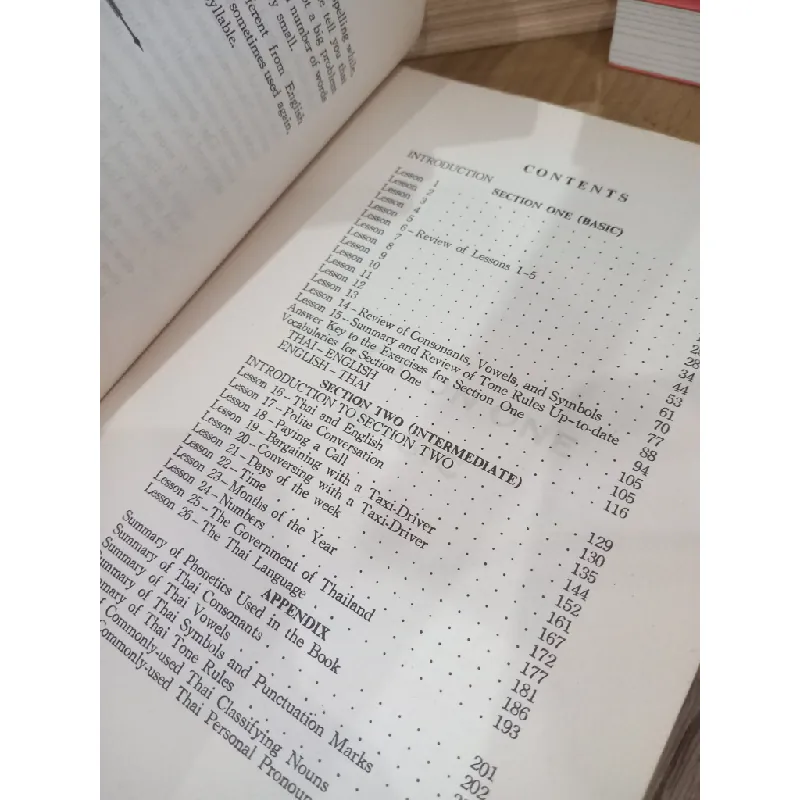 pelling while,
tell you that
a big problem
number of words
ry small.
erent from English
sometimes used again.
yllable.
CONTENTS
INTRODUCTION
SECTION ONE (BASIC)
Lesson 1
Lesson 2
Lesson 3
Lesson 4
Lesson 5
Lesson 6 – Review of Lessons 1–5
Lesson 7
Lesson 8 28
Lesson 9 34
Lesson 10 44
Lesson 11 53
Lesson 12 61
Lesson 13 70
Lesson 14 – Review of Consonants, Vowels, and Symbols 77
Lesson 15 – Summary and Review of Tone Rules Up-to-date 88
Answer Key to the Exercises for Section One 94
Vocabularies for Section One 105
THAI – ENGLISH 105
ENGLISH – THAI 116
SECTION TWO (INTERMEDIATE)
INTRODUCTION TO SECTION TWO 129
Lesson 16 – Thai and English 130
Lesson 17 – Polite Conversation 135
Lesson 18 – Paying a Call 144
Lesson 19 – Bargaining with a Taxi-Driver 152
Lesson 20 – Conversing with a Taxi-Driver 161
Lesson 21 – Days of the week 167
Lesson 22 – Time 172
Lesson 23 – Months of the Year 177
Lesson 24 – Numbers 181
Lesson 25 – The Government of Thailand 186
Lesson 26 – The Thai Language 193
APPENDIX
Summary of Phonetics Used in the Book 201
Summary of Thai Consonants 202
Summary of Thai Vowels
ummary of Thai Symbols and Punctuation Marks
mary of Thai Tone Rules
f Commonly-used Thai Classifying Nouns
Commonly-used Thai Personal Pronoun